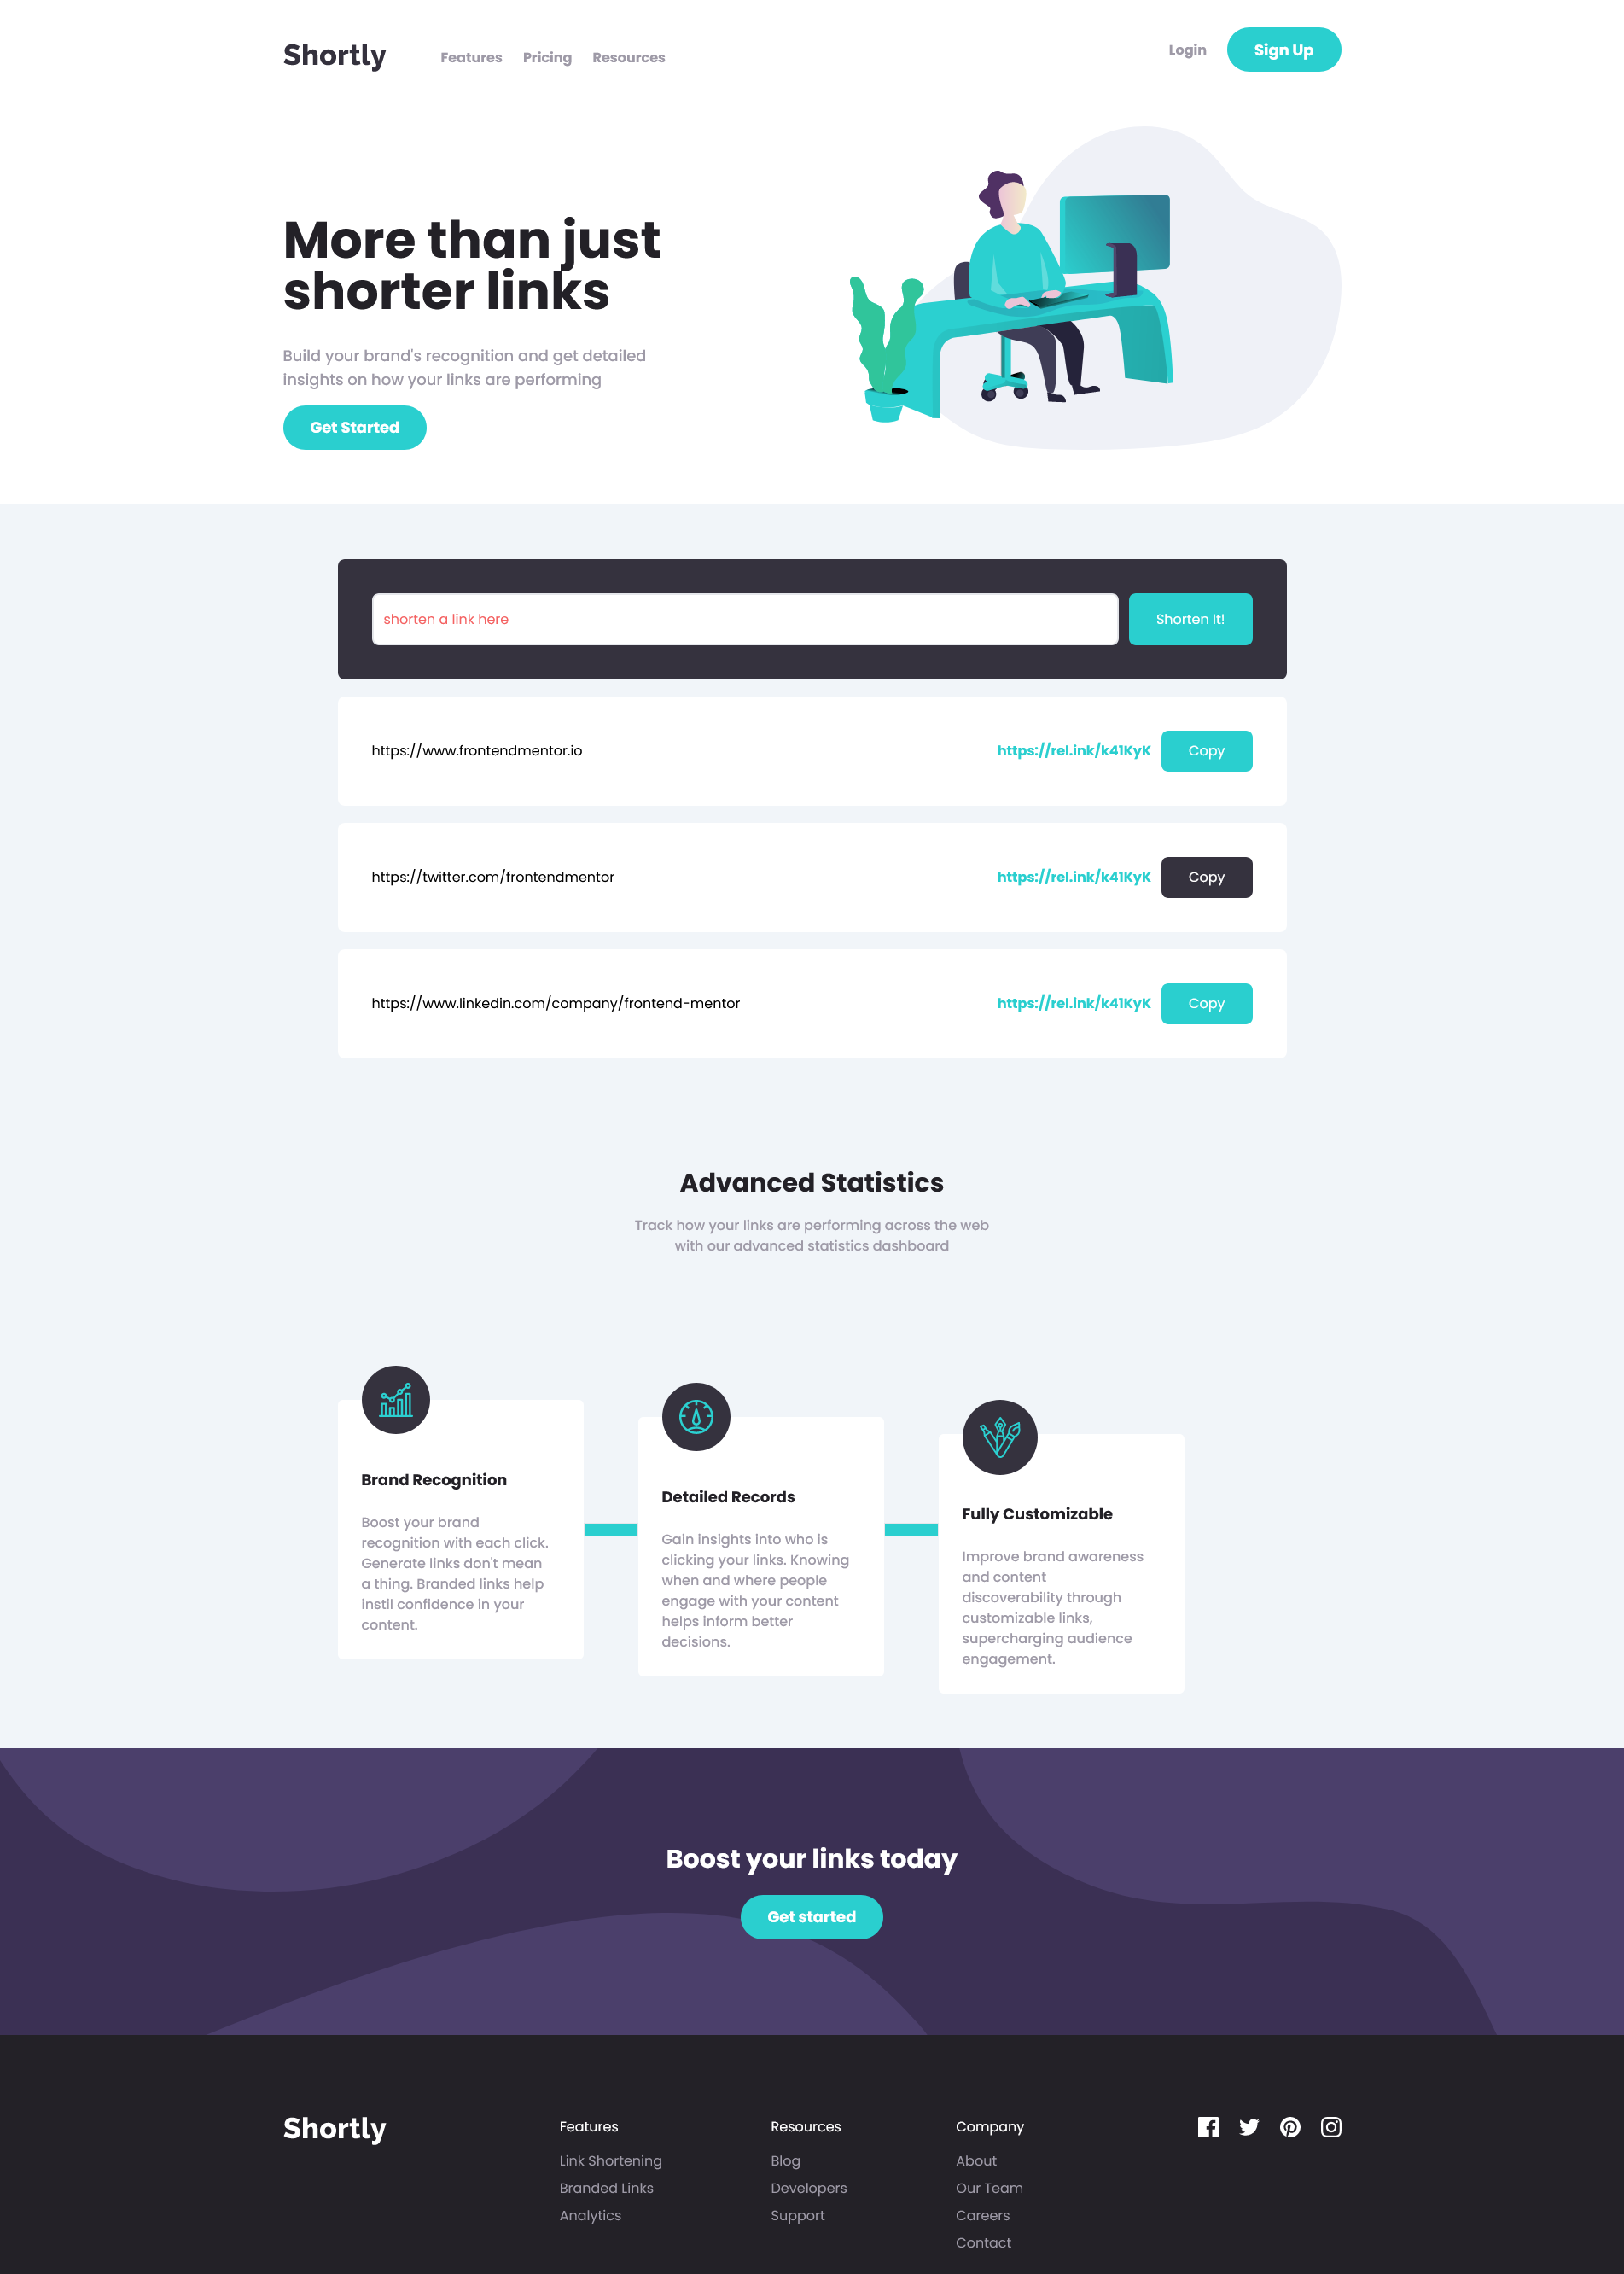 Shortly
Features
Pricing
Resources
Login
Sign Up
More than just
shorter links
Build your brand's recognition and get detailed
insights on how your links are performing
Get Started
shorten a link here
Shorten It!
https://www.frontendmentor.io
https://rel.ink/k41KyK
Copy
https://twitter.com/frontendmentor
https://rel.ink/k41KyK
Copy
https://www.linkedin.com/company/frontend-mentor
https://rel.ink/k41KyK
Copy
Advanced Statistics
Track how your links are performing across the web
with our advanced statistics dashboard
Brand Recognition
Boost your brand
recognition with each click.
Generate links don't mean
a thing. Branded links help
instil confidence in your
content.
Detailed Records
Gain insights into who is
clicking your links. Knowing
when and where people
engage with your content
helps inform better
decisions.
Fully Customizable
Improve brand awareness
and content
discoverability through
customizable links,
supercharging audience
engagement.
Boost your links today
Get started
Shortly
Features
Link Shortening
Branded Links
Analytics
Resources
Blog
Developers
Support
Company
About
Our Team
Careers
Contact